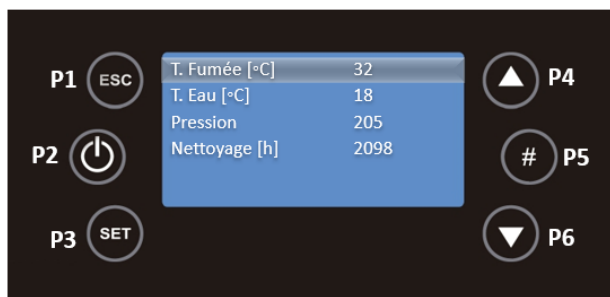 P1 ESC
P2
P3 SET
T. Fumée [°C] 32
T. Eau [°C] 18
Pression 205
Nettoyage [h] 2098
P4
# P5
P6